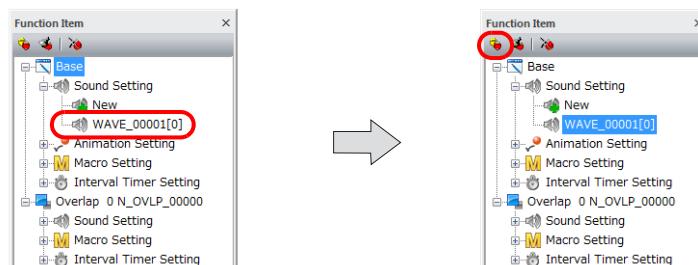 Function Item
Base
Sound Setting
New
WAVE_00001[0]
Animation Setting
Macro Setting
Interval Timer Setting
Overlap 0 N_OVLP_00000
Sound Setting
Macro Setting
Interval Timer Setting
Function Item
Base
Sound Setting
New
WAVE_00001[0]
Animation Setting
Macro Setting
Interval Timer Setting
Overlap 0 N_OVLP_00000
Sound Setting
Macro Setting
Interval Timer Setting